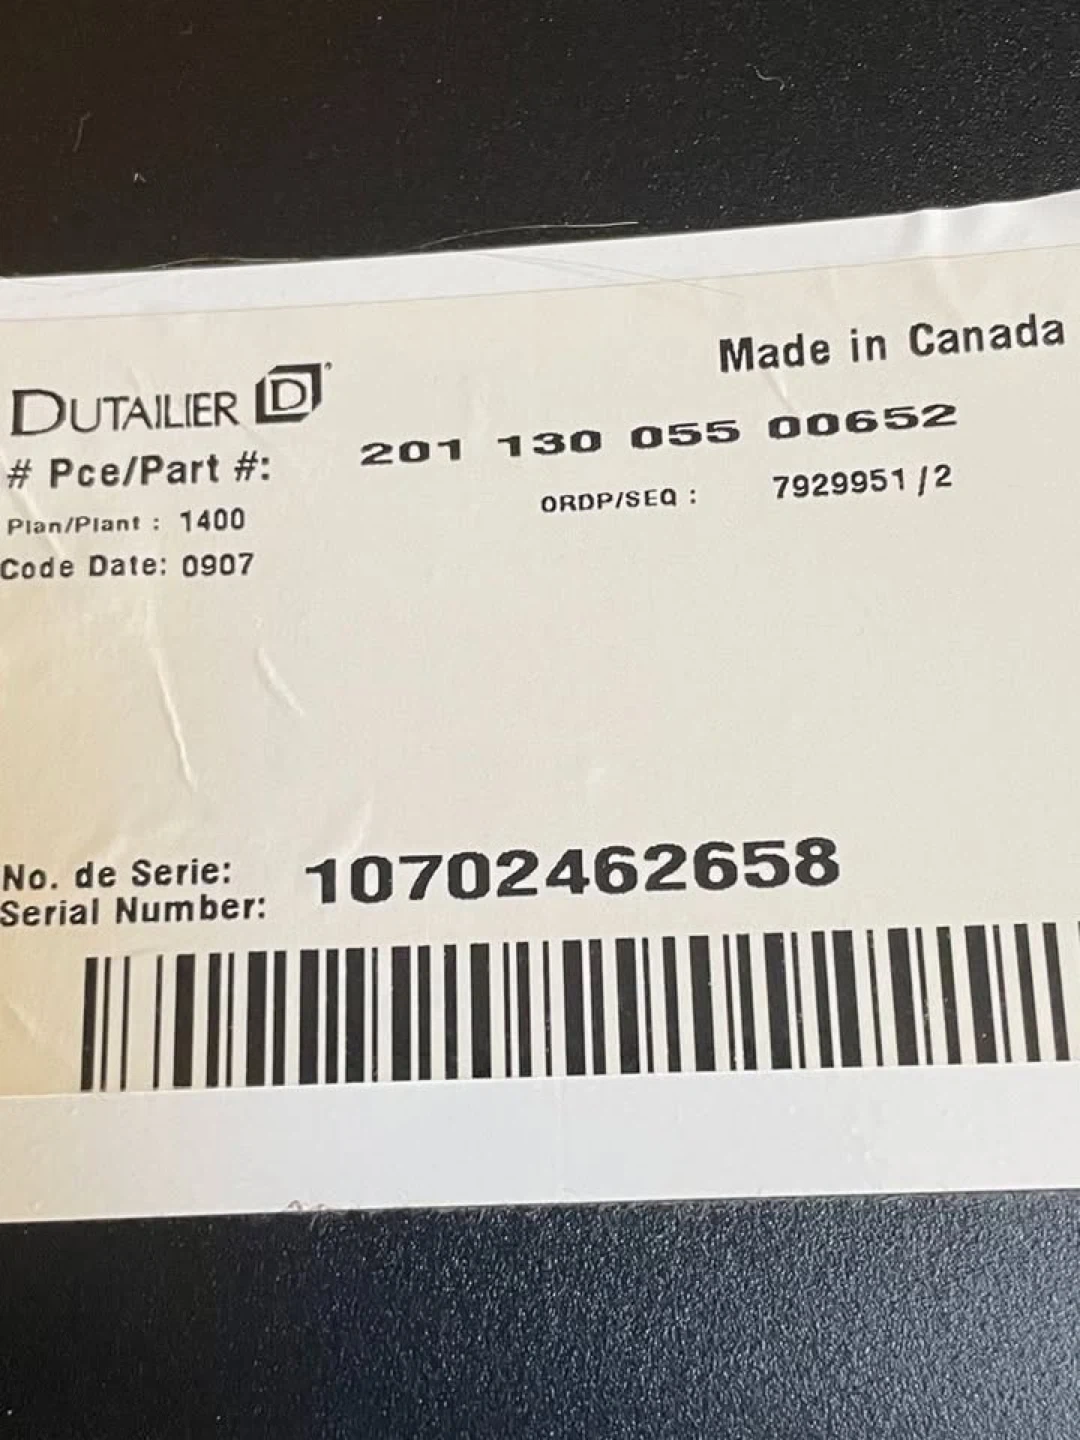 Made in Canada
DUTAILIER D
# Pce/Part #: 201 130 055 00652
Plan/Plant : 1400 ORDP/SEQ : 7929951/2
Code Date: 0907
No. de Serie:
Serial Number: 10702462658